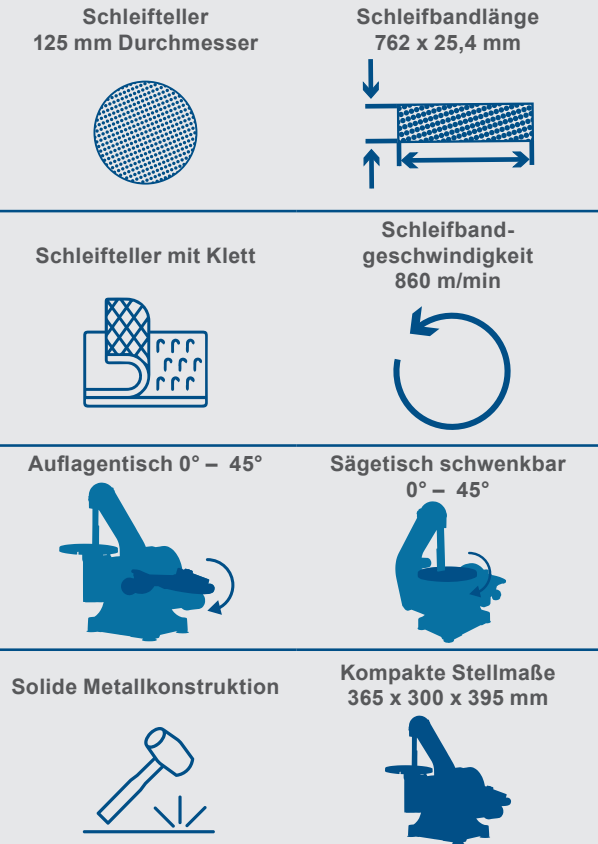 Schleifteller
125 mm Durchmesser
Schleifbandlänge
762 x 25,4 mm
Schleifteller mit Klett
Schleifband-
geschwindigkeit
860 m/min
Auflagentisch 0° – 45°
Sägetisch schwenkbar
0° – 45°
Solide Metallkonstruktion
Kompakte Stellmaße
365 x 300 x 395 mm